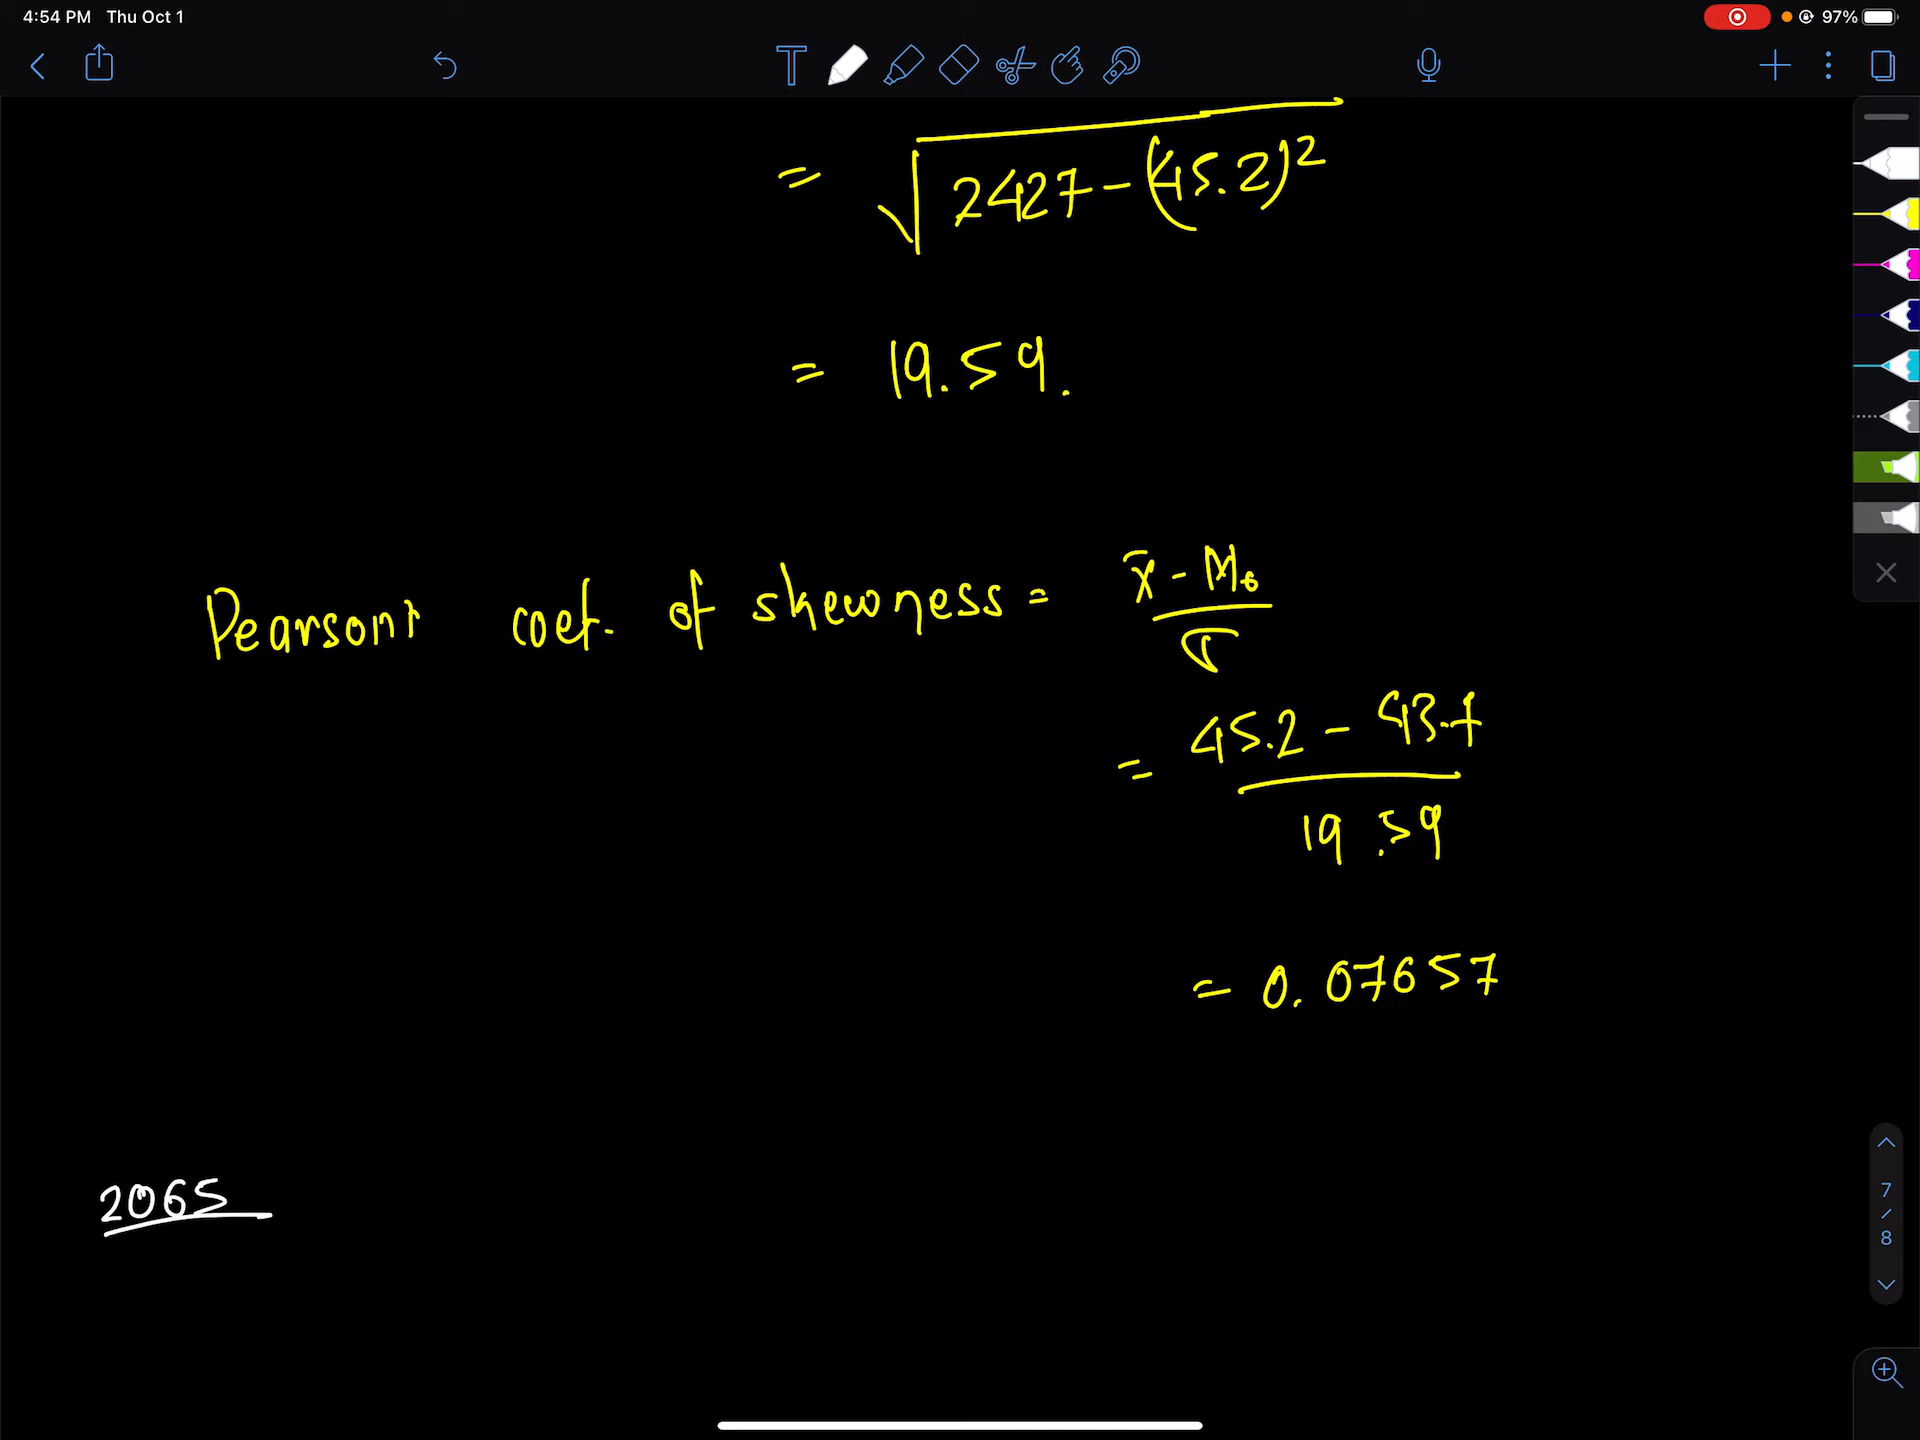 4:54 PM Thu Oct 1
97%
= √2427 - (45.2)²
= 19.59.
Pearson's coef. of skewness = x̄ - Mo / σ
= 45.2 - 43.7 / 19.59
= 0.07657
2065
7 / 8